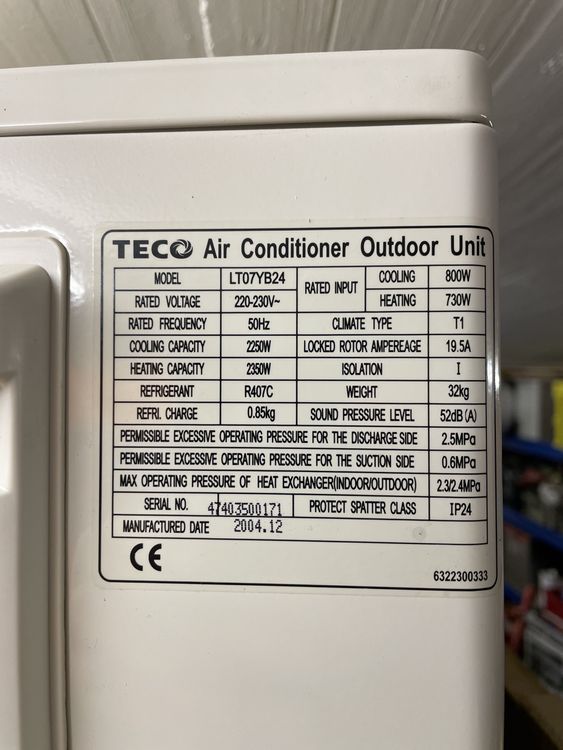 TECO Air Conditioner Outdoor Unit
MODEL LT07YB24 RATED INPUT COOLING 800W
RATED VOLTAGE 220-230V~ HEATING 730W
RATED FREQUENCY 50Hz CLIMATE TYPE T1
COOLING CAPACITY 2250W LOCKED ROTOR AMPEREAGE 19.5A
HEATING CAPACITY 2350W ISOLATION I
REFRIGERANT R407C WEIGHT 32kg
REFRI. CHARGE 0.85kg SOUND PRESSURE LEVEL 52dB(A)
PERMISSIBLE EXCESSIVE OPERATING PRESSURE FOR THE DISCHARGE SIDE 2.5MPa
PERMISSIBLE EXCESSIVE OPERATING PRESSURE FOR THE SUCTION SIDE 0.6MPa
MAX OPERATING PRESSURE OF HEAT EXCHANGER(INDOOR/OUTDOOR) 2.3/2.4MPa
SERIAL NO. 47403500171 PROTECT SPATTER CLASS IP24
MANUFACTURED DATE 2004.12
CE
6322300333